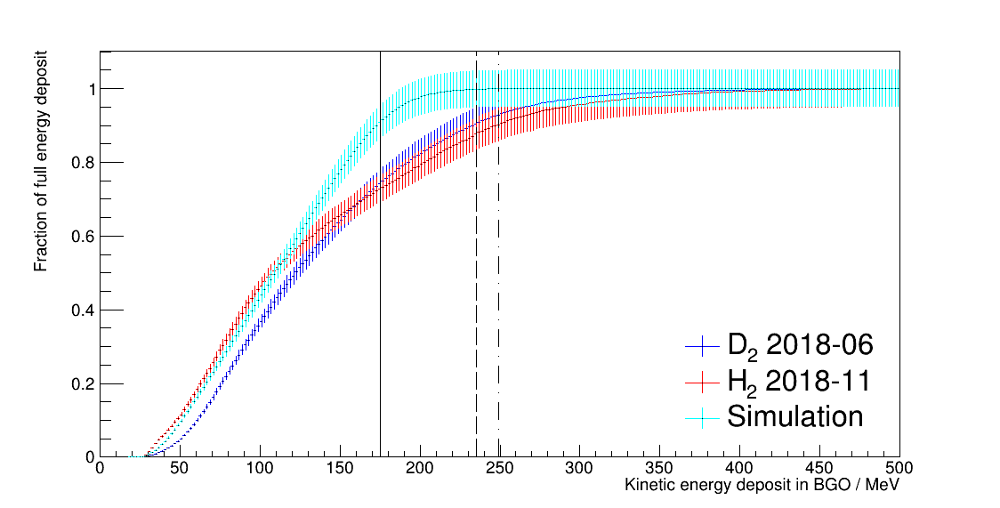 Fraction of full energy deposit
1
0.8
0.6
0.4
0.2
0
0 50 100 150 200 250 300 350 400 450 500
Kinetic energy deposit in BGO / MeV
D₂ 2018-06
H₂ 2018-11
Simulation